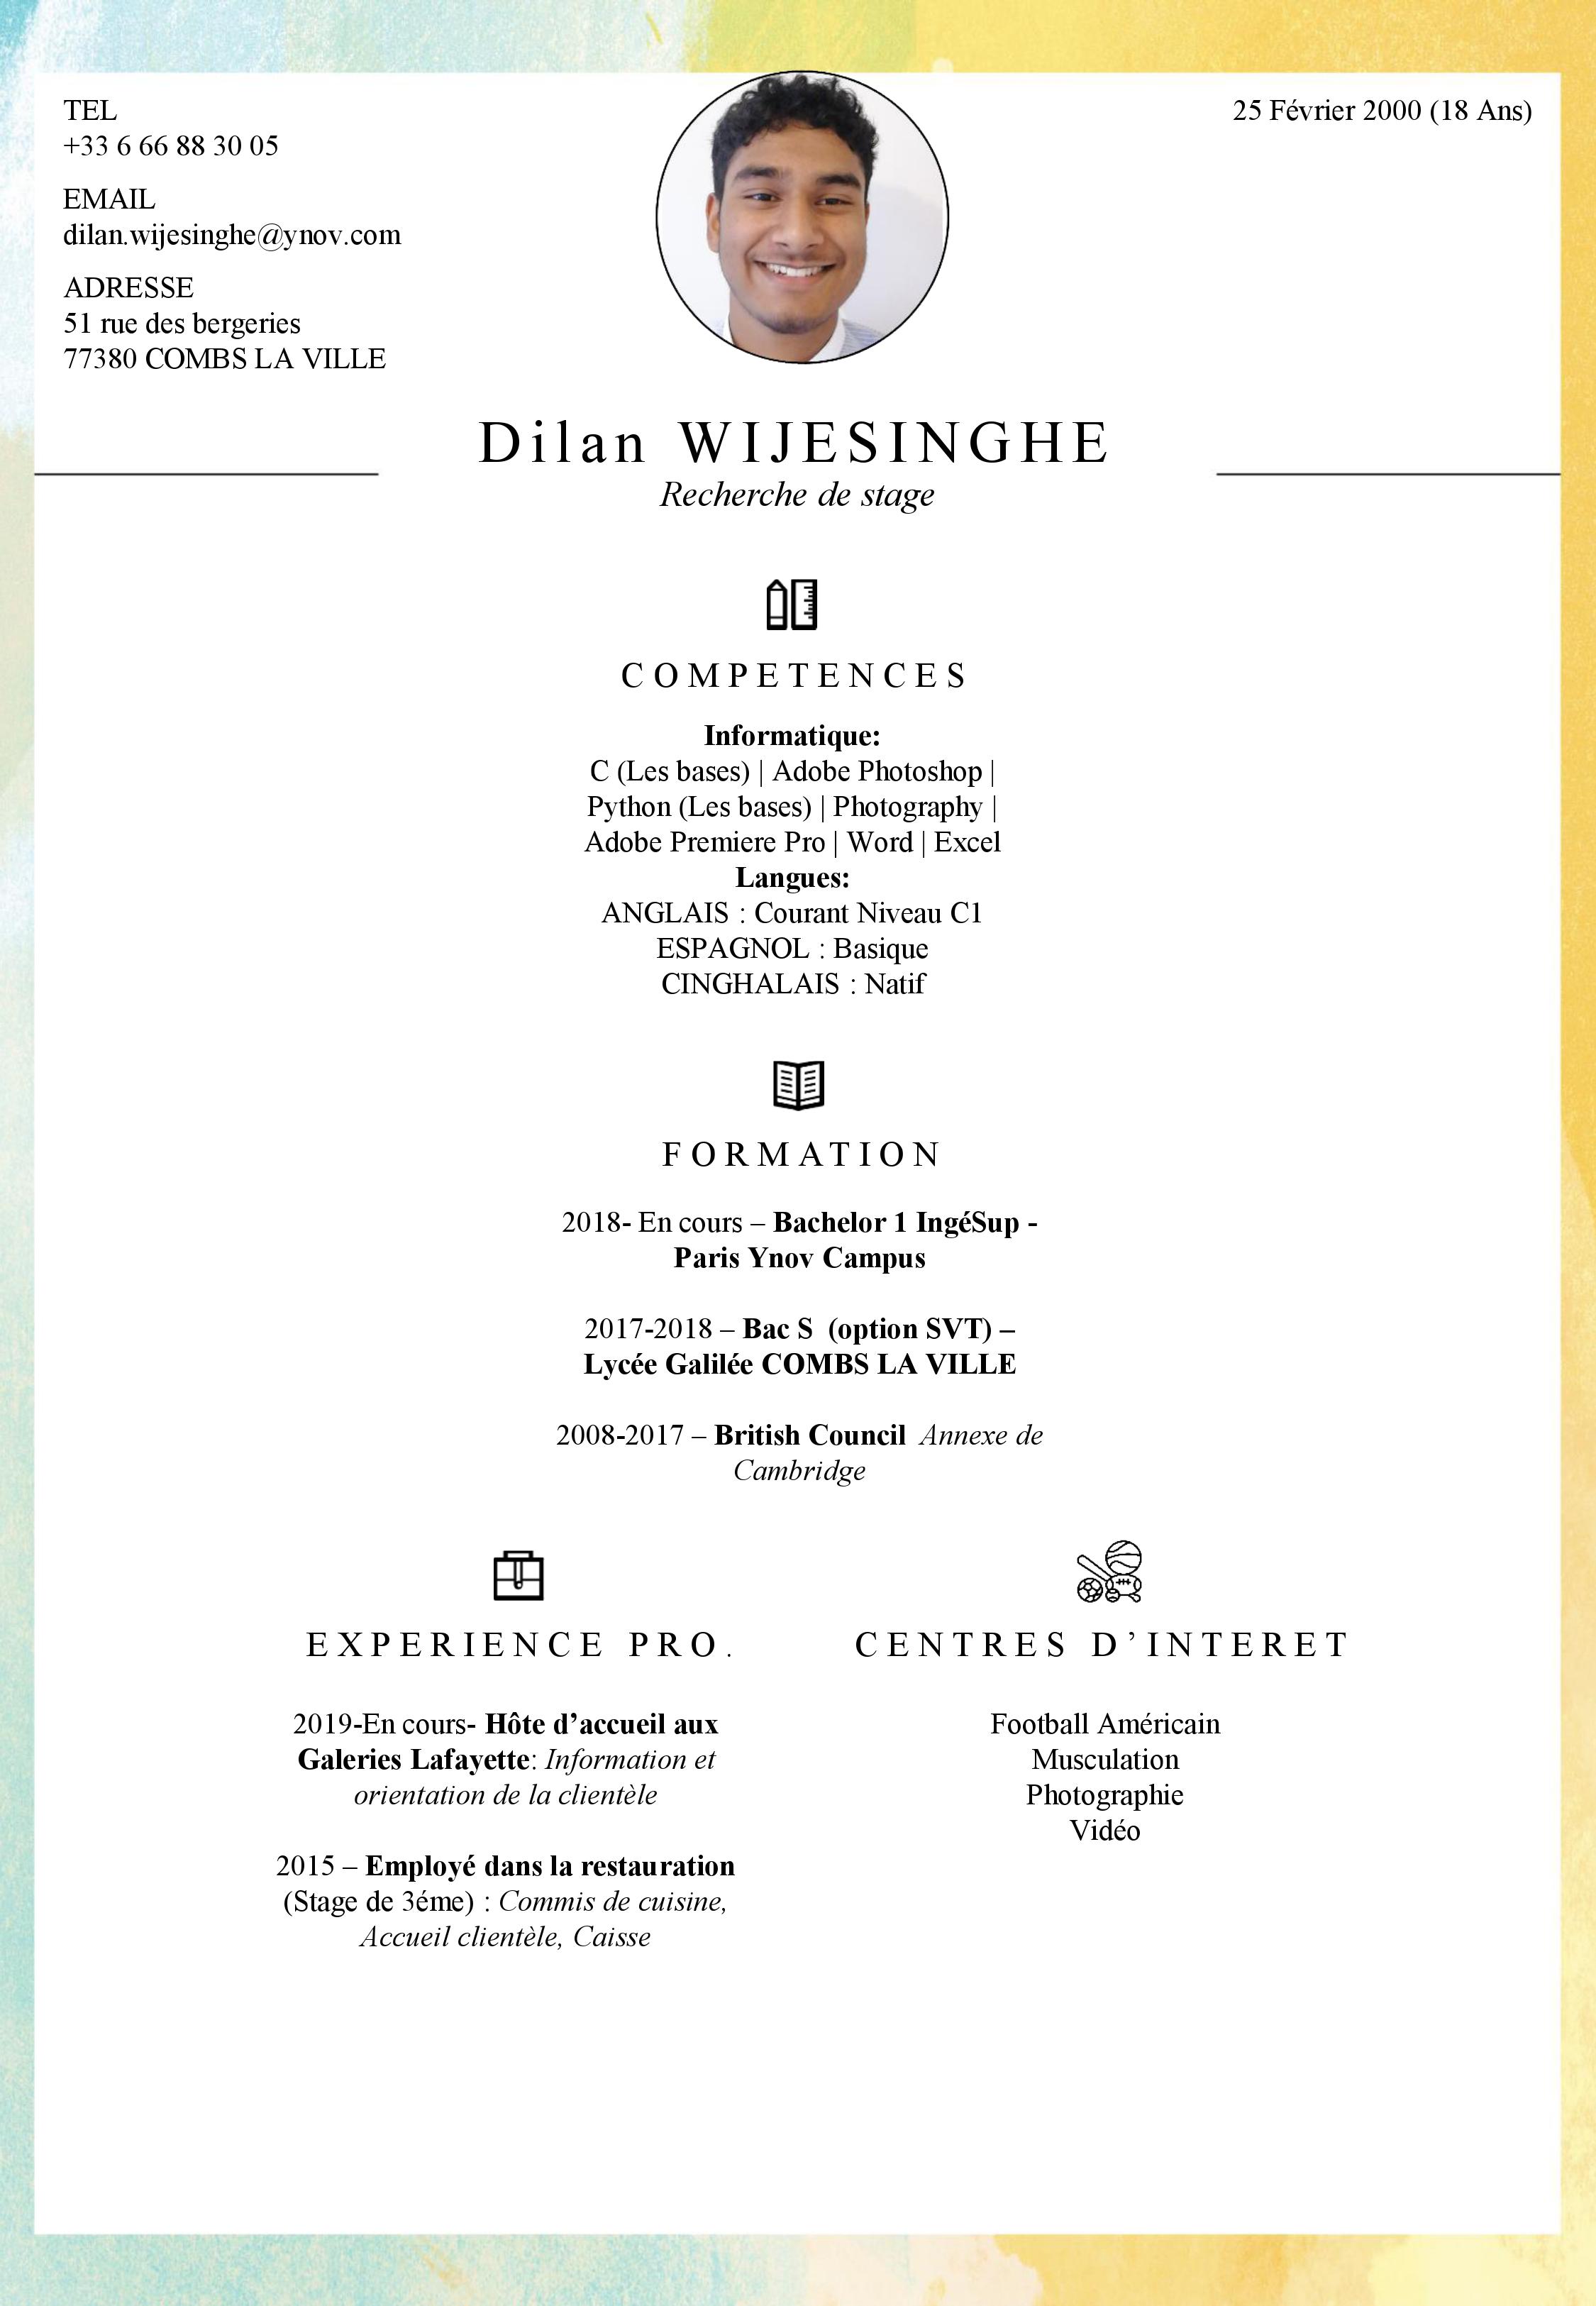 TEL
+33 6 66 88 30 05
EMAIL
dilan.wijesinghe@ynov.com
ADRESSE
51 rue des bergeries
77380 COMBS LA VILLE
25 Février 2000 (18 Ans)
Dilan WIJESINGHE
Recherche de stage
COMPETENCES
Informatique:
C (Les bases) | Adobe Photoshop |
Python (Les bases) | Photography |
Adobe Premiere Pro | Word | Excel
Langues:
ANGLAIS : Courant Niveau C1
ESPAGNOL : Basique
CINGHALAIS : Natif
FORMATION
2018- En cours – Bachelor 1 IngéSup -
Paris Ynov Campus
2017-2018 – Bac S (option SVT) –
Lycée Galilée COMBS LA VILLE
2008-2017 – British Council Annexe de
Cambridge
EXPERIENCE PRO.
2019-En cours- Hôte d’accueil aux
Galeries Lafayette: Information et
orientation de la clientèle
2015 – Employé dans la restauration
(Stage de 3éme) : Commis de cuisine,
Accueil clientèle, Caisse
CENTRES D’INTERET
Football Américain
Musculation
Photographie
Vidéo